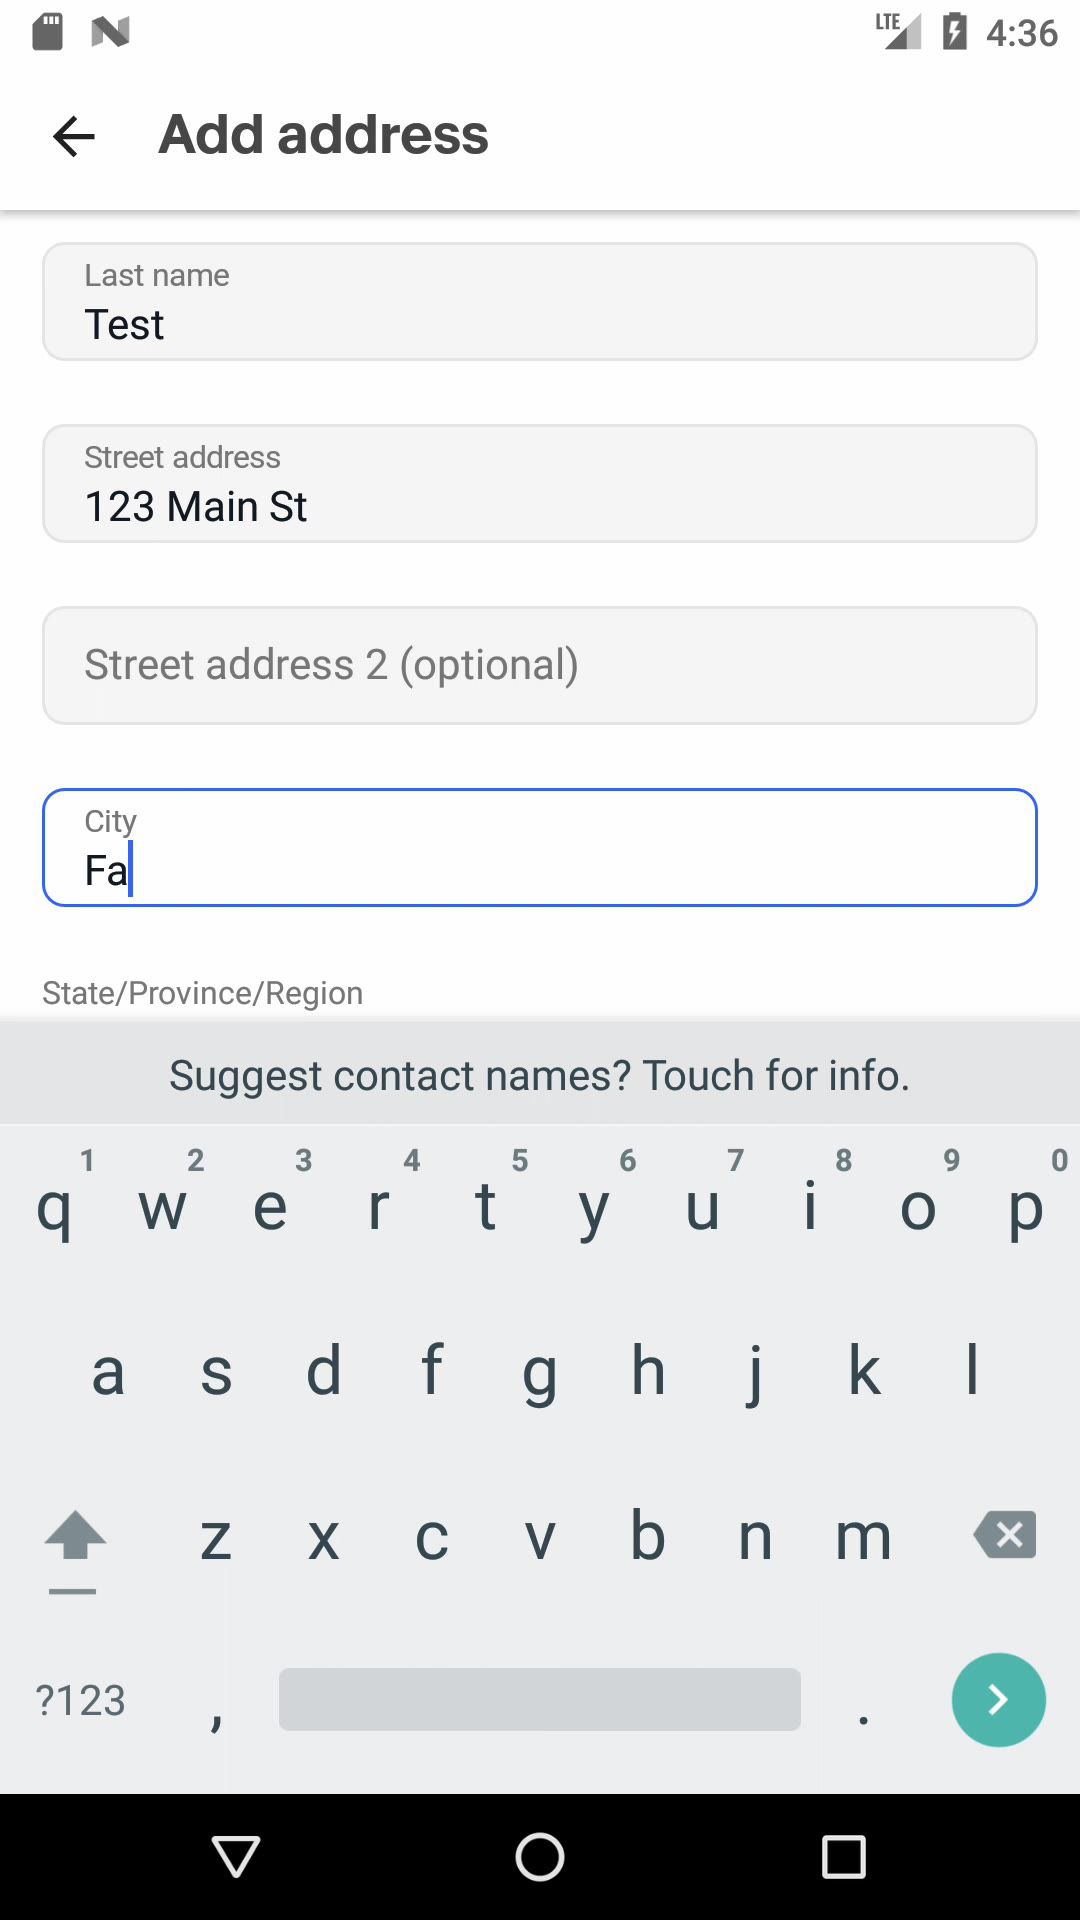 LTE 4:36
Add address
Last name
Test
Street address
123 Main St
Street address 2 (optional)
City
Fa
State/Province/Region
Suggest contact names? Touch for info.
1 2 3 4 5 6 7 8 9 0
q w e r t y u i o p
a s d f g h j k l
z x c v b n m
?123 , .